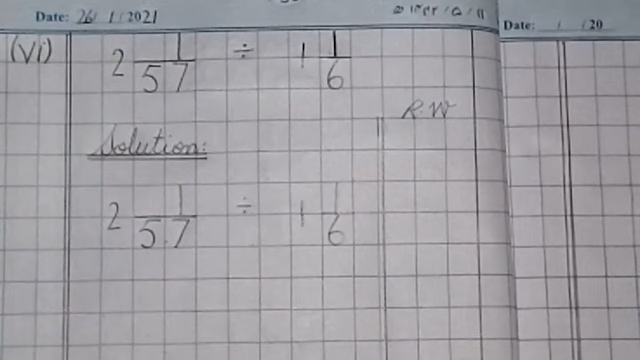 Date: 26/1/2021
Date: / /20
(vi) 2 1/57 ÷ 1 1/6
R.W
Solution:
2 1/57 ÷ 1 1/6